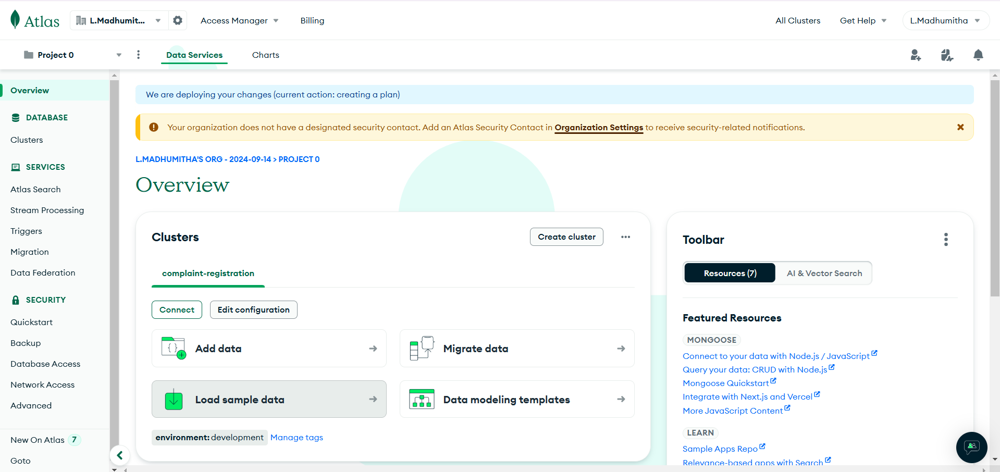 Atlas
L.Madhumit...
Access Manager
Billing
All Clusters
Get Help
L.Madhumitha
Project 0
Data Services
Charts
Overview
DATABASE
Clusters
SERVICES
Atlas Search
Stream Processing
Triggers
Migration
Data Federation
SECURITY
Quickstart
Backup
Database Access
Network Access
Advanced
New On Atlas 7
Goto
We are deploying your changes (current action: creating a plan)
Your organization does not have a designated security contact. Add an Atlas Security Contact in Organization Settings to receive security-related notifications.
L.MADHUMITHA'S ORG - 2024-09-14 > PROJECT 0
Overview
Clusters
Create cluster
complaint-registration
Connect
Edit configuration
Add data
Migrate data
Load sample data
Data modeling templates
environment: development
Manage tags
Toolbar
Resources (7)
AI & Vector Search
Featured Resources
MONGOOSE
Connect to your data with Node.js / JavaScript
Query your data: CRUD with Node.js
Mongoose Quickstart
Integrate with Next.js and Vercel
More JavaScript Content
LEARN
Sample Apps Repo
Relevance-based apps with Search